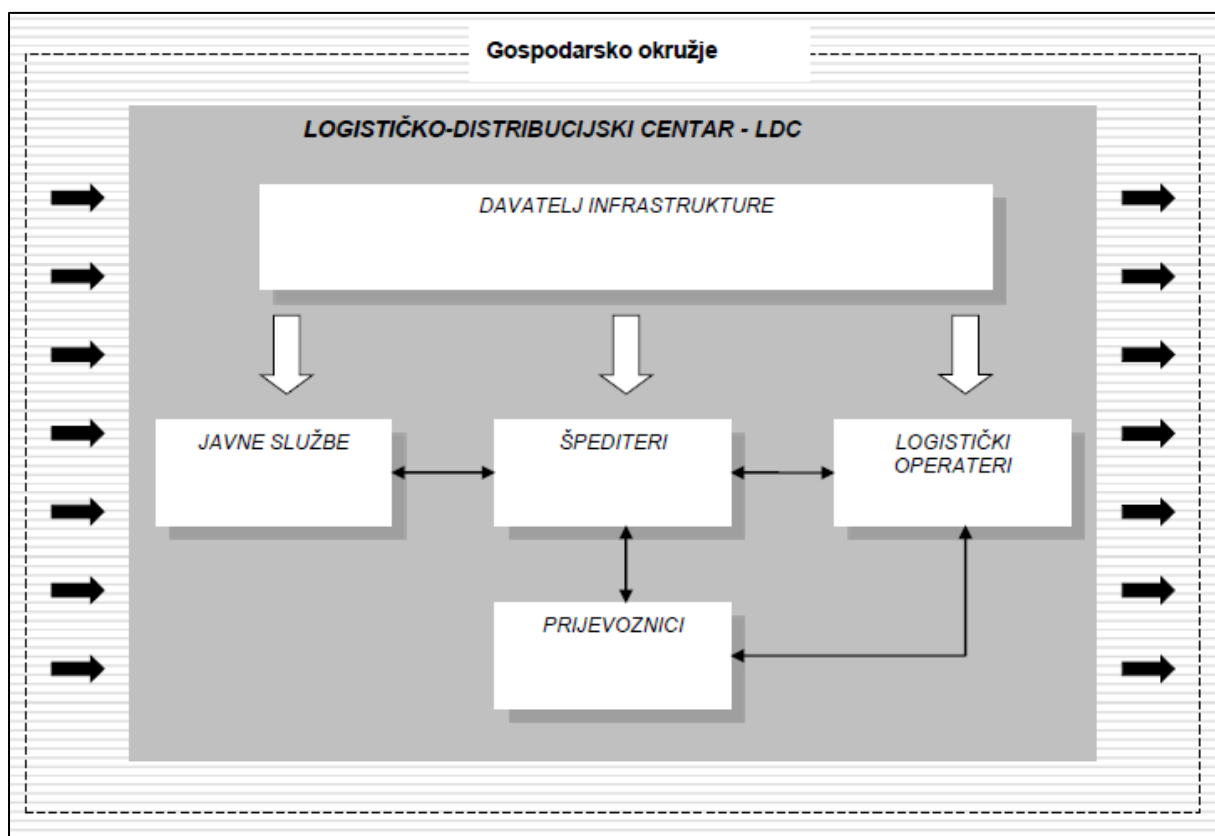 Gospodarsko okružje
LOGISTIČKO-DISTRIBUCIJSKI CENTAR - LDC
DAVATELJ INFRASTRUKTURE
JAVNE SLUŽBE
ŠPEDITERI
LOGISTIČKI
OPERATERI
PRIJEVOZNICI